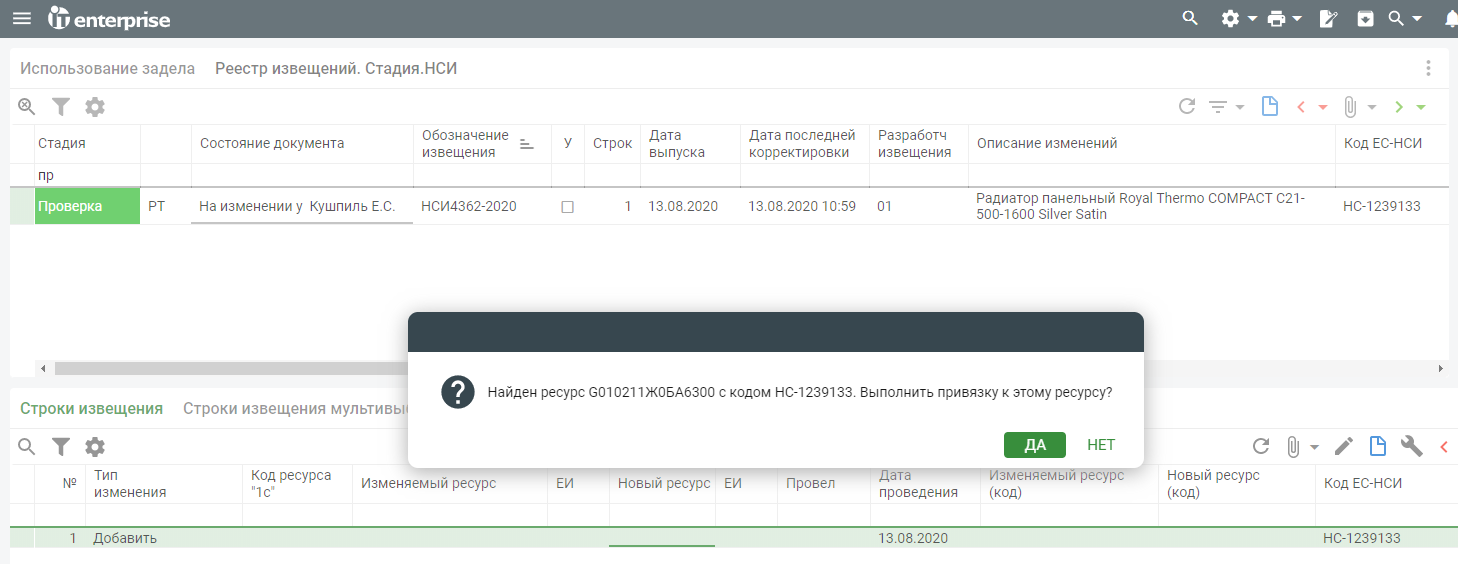 enterprise
Использование задела Реестр извещений. Стадия.НСИ
Стадия Состояние документа Обозначение извещения У Строк Дата выпуска Дата последней корректировки Разработч извещения Описание изменений Код ЕС-НСИ
пр
Проверка РТ На изменении у Кушпиль Е.С. НСИ4362-2020 1 13.08.2020 13.08.2020 10:59 01 Радиатор панельный Royal Thermo COMPACT C21-
500-1600 Silver Satin НС-1239133
Найден ресурс G010211Ж0БА6300 с кодом НС-1239133. Выполнить привязку к этому ресурсу?
ДА НЕТ
Строки извещения Строки извещения мультивы
№ Тип изменения Код ресурса "1с" Изменяемый ресурс ЕИ Новый ресурс ЕИ Провел Дата проведения Изменяемый ресурс (код) Новый ресурс (код) Код ЕС-НСИ
1 Добавить 13.08.2020 НС-1239133